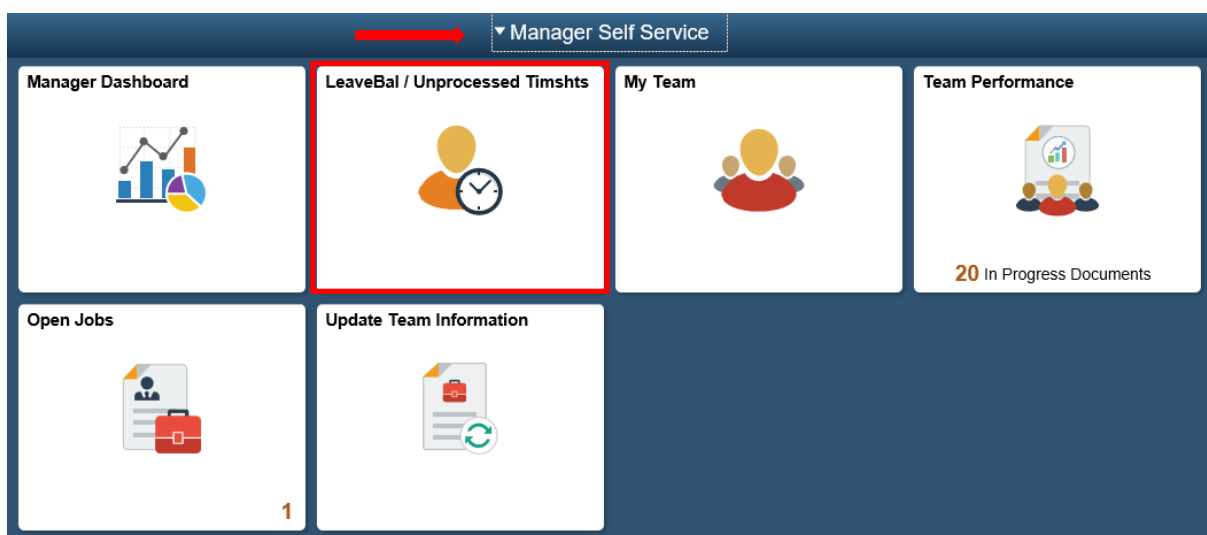 Manager Self Service
Manager Dashboard
LeaveBal / Unprocessed Timshts
My Team
Team Performance
20 In Progress Documents
Open Jobs
1
Update Team Information